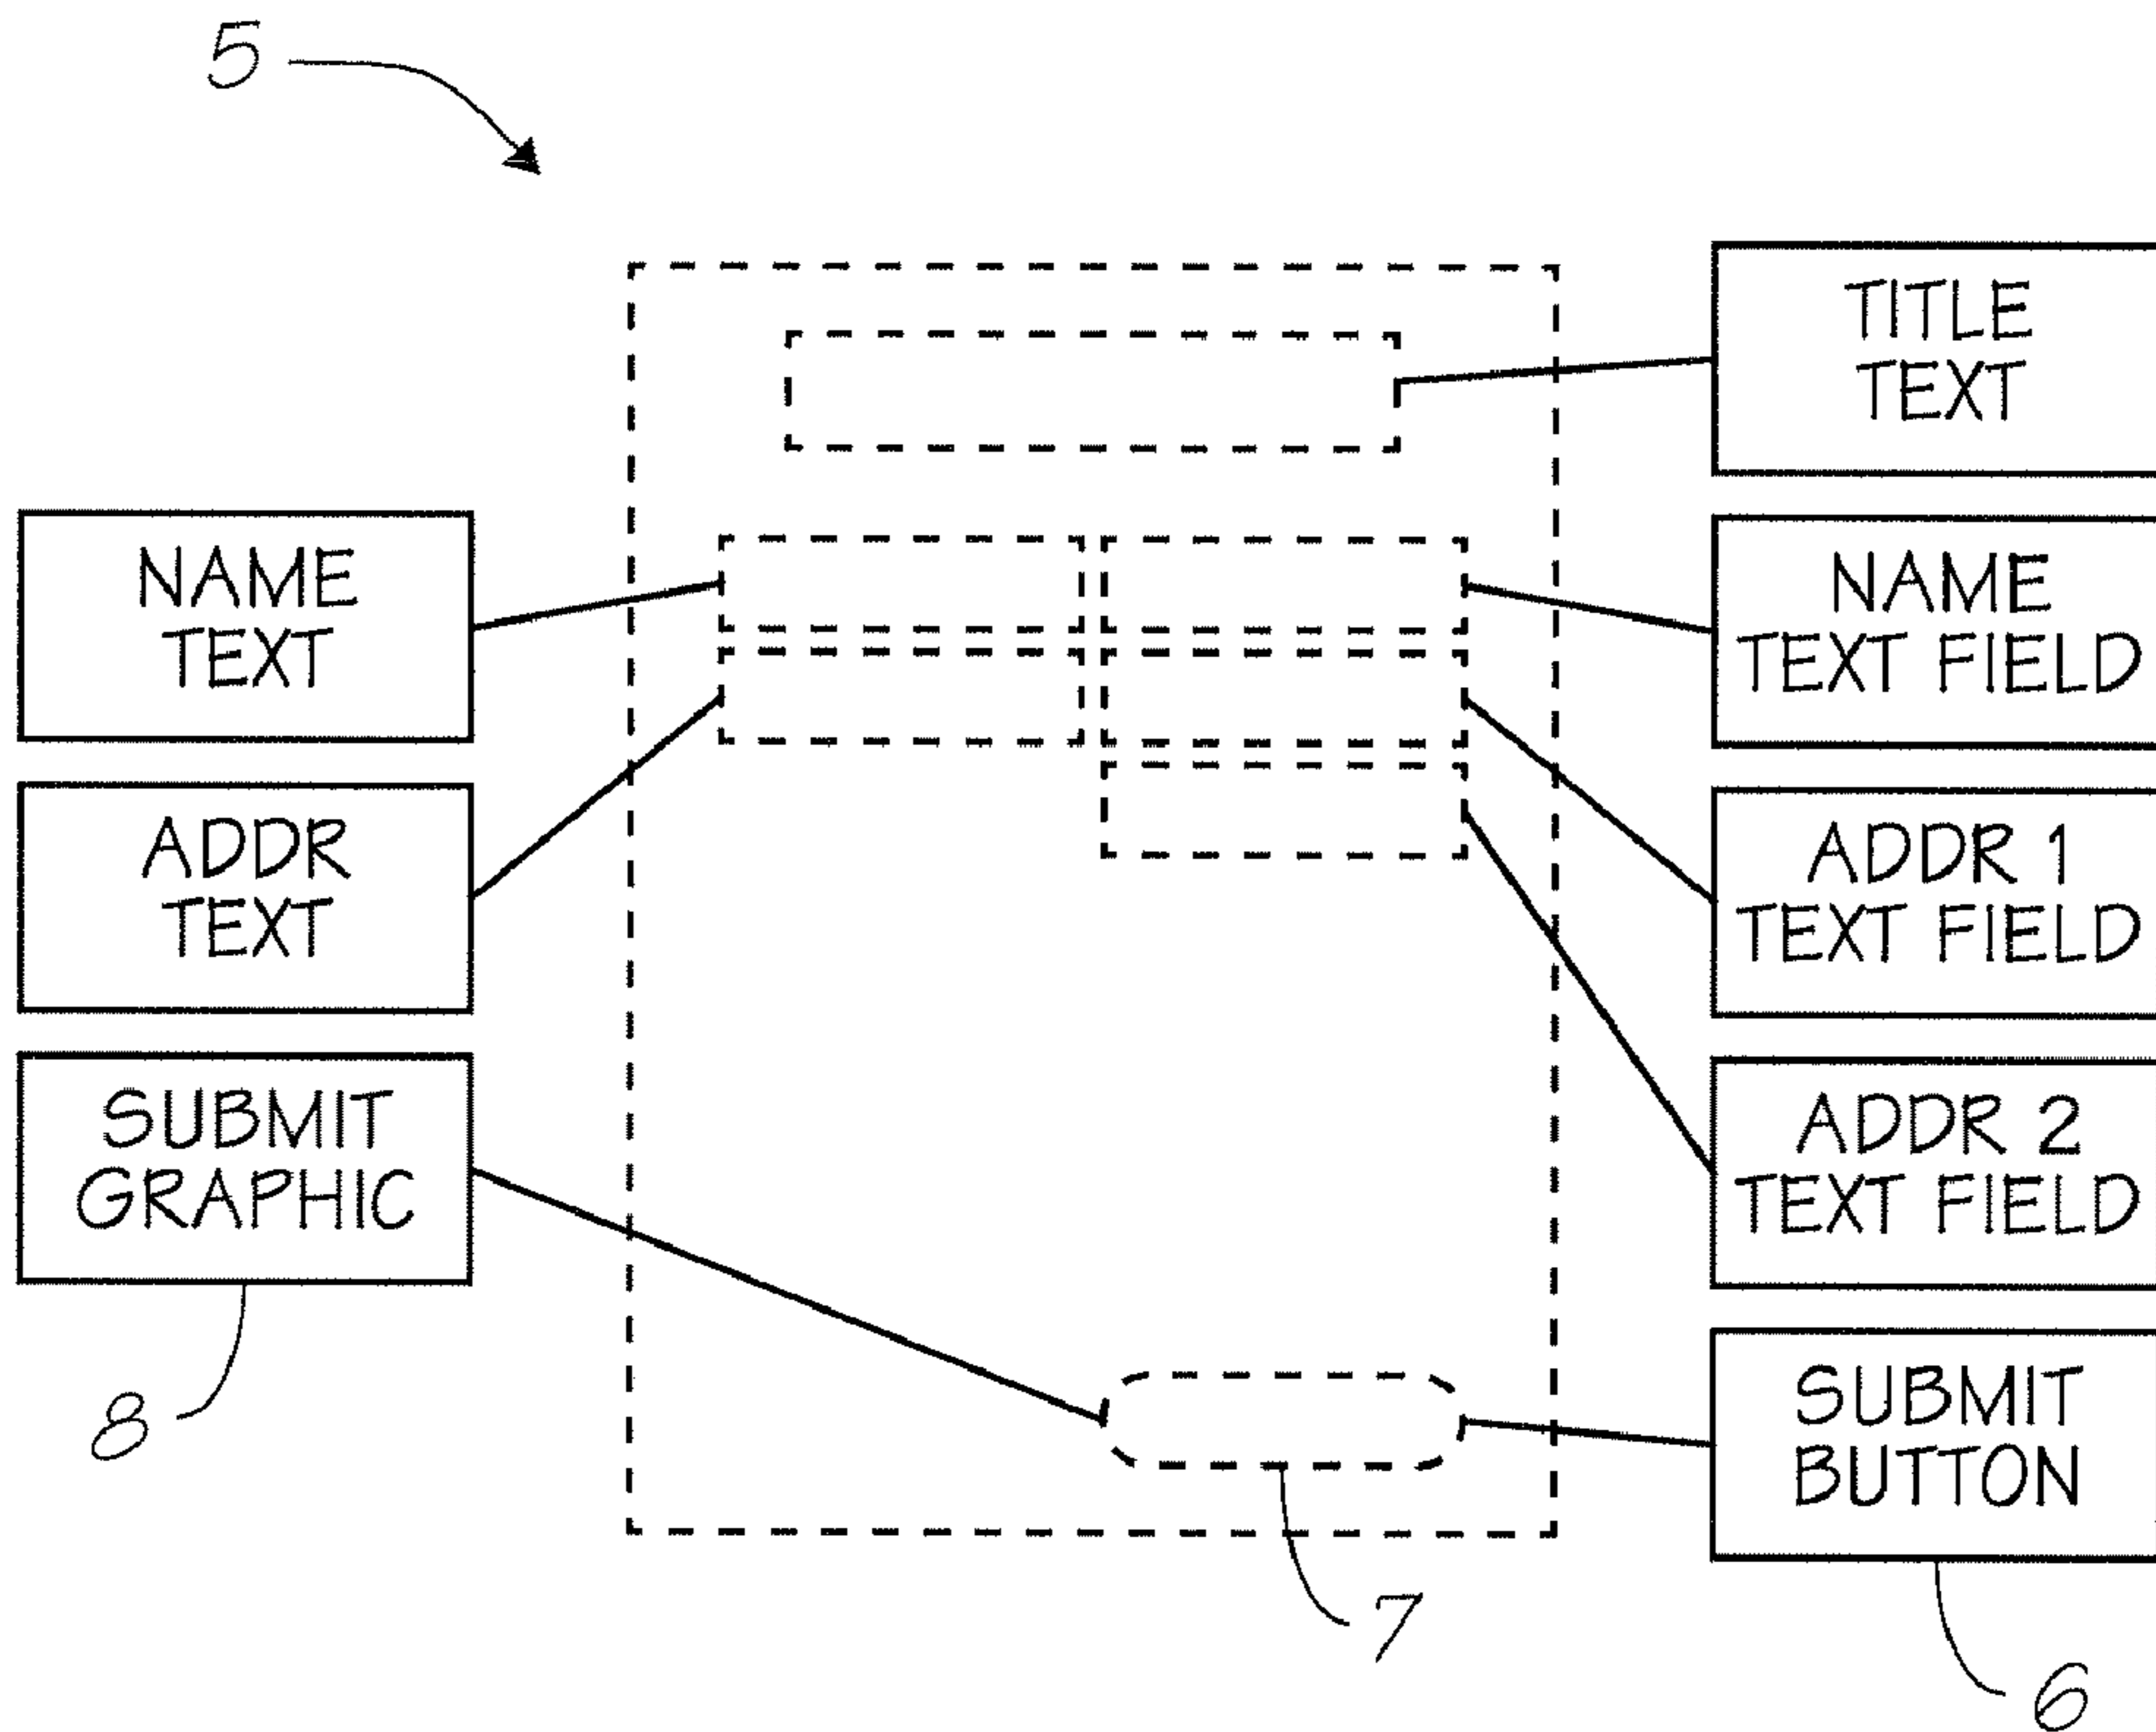 5
TITLE
TEXT
NAME
TEXT
NAME
TEXT FIELD
ADDR
TEXT
ADDR 1
TEXT FIELD
SUBMIT
GRAPHIC
ADDR 2
TEXT FIELD
8
SUBMIT
BUTTON
7
6